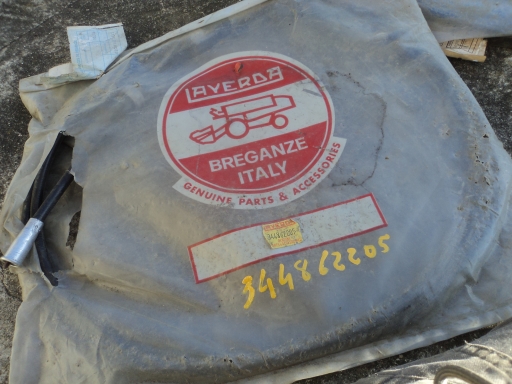 LAVERDA
BREGANZE
ITALY
GENUINE PARTS & ACCESSORIES
344862205